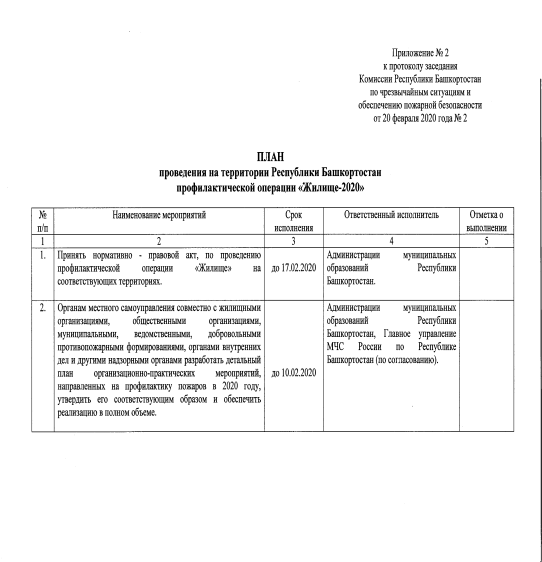 Приложение № 2
к протоколу заседания
Комиссии Республики Башкортостан
по чрезвычайным ситуациям и
обеспечению пожарной безопасности
от 20 февраля 2020 года № 2
ПЛАН
проведения на территории Республики Башкортостан
профилактической операции «Жилище-2020»
№ п/п
Наименование мероприятий
Срок исполнения
Ответственный исполнитель
Отметка о выполнении
1
2
3
4
5
1.
Принять нормативно - правовой акт, по проведению
профилактической операции «Жилище» на
соответствующих территориях.
до 17.02.2020
Администрации муниципальных
образований Республики
Башкортостан.
2.
Органам местного самоуправления совместно с жилищными
организациями, общественными организациями,
муниципальными, ведомственными, добровольными
противопожарными формированиями, органами внутренних
дел и другими надзорными органами разработать детальный
план организационно-практических мероприятий,
направленных на профилактику пожаров в 2020 году,
утвердить его соответствующим образом и обеспечить
реализацию в полном объеме.
до 10.02.2020
Администрации муниципальных
образований Республики
Башкортостан, Главное управление
МЧС России по Республике
Башкортостан (по согласованию).